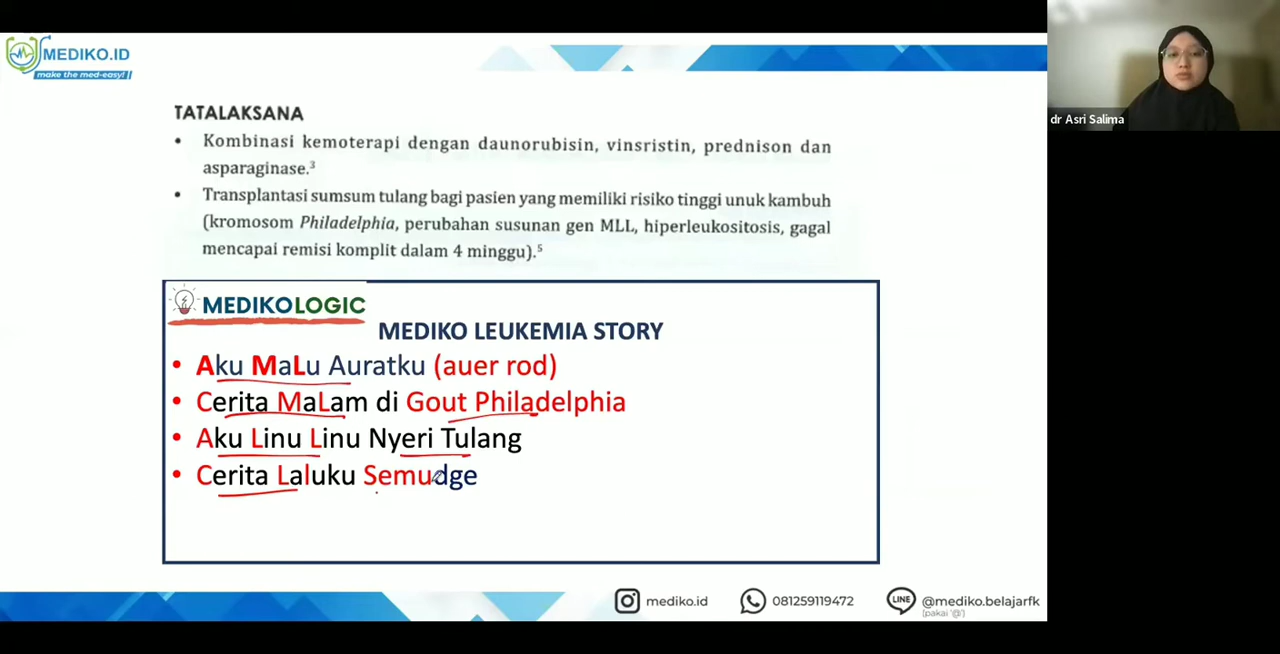 MEDIKO.ID
make the med-easy!
dr Asri Salima
TATALAKSANA
• Kombinasi kemoterapi dengan daunorubisin, vinsristin, prednison dan
asparaginase.³
• Transplantasi sumsum tulang bagi pasien yang memiliki risiko tinggi unuk kambuh
(kromosom Philadelphia, perubahan susunan gen MLL, hiperleukositosis, gagal
mencapai remisi komplit dalam 4 minggu).⁵
MEDIKOLOGIC
MEDIKO LEUKEMIA STORY
• Aku MaLu Auratku (auer rod)
• Cerita MaLam di Gout Philadelphia
• Aku Linu Linu Nyeri Tulang
• Cerita Laluku Semudge
mediko.id
081259119472
LINE
@mediko.belajarfk
(pakai '@')